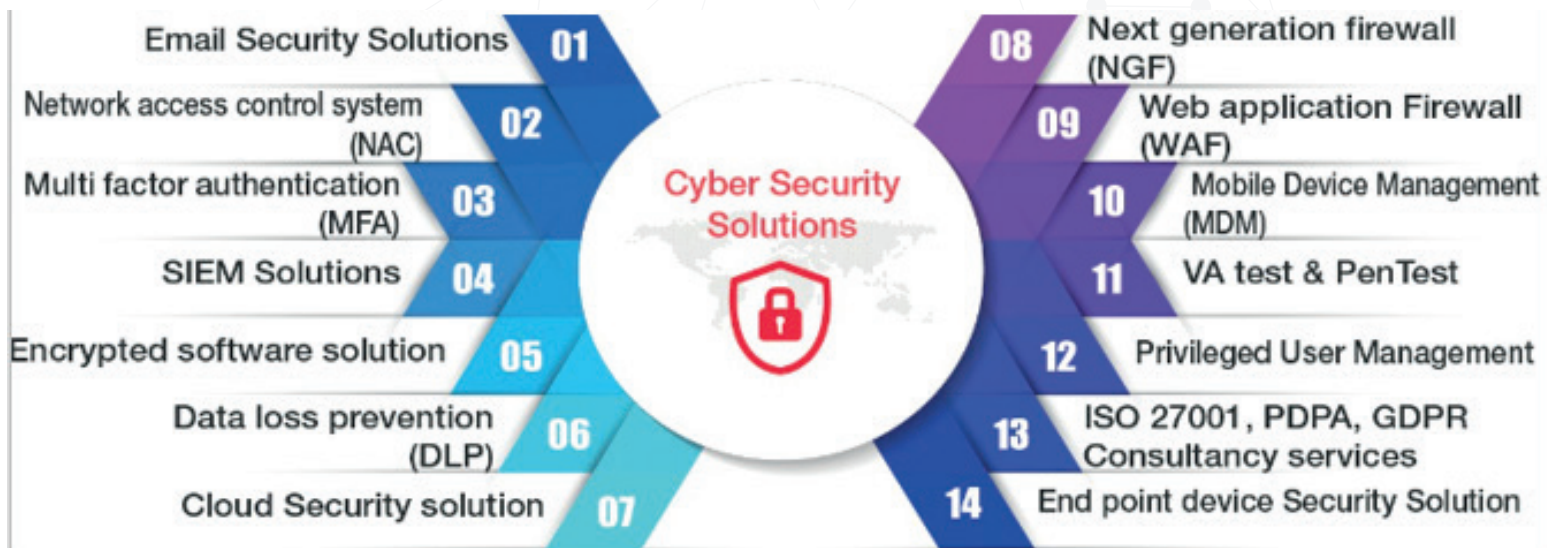 Email Security Solutions
01
Network access control system
(NAC)
02
Multi factor authentication
(MFA)
03
SIEM Solutions
04
Encrypted software solution
05
Data loss prevention
(DLP)
06
Cloud Security solution
07
Cyber Security
Solutions
08
Next generation firewall
(NGF)
09
Web application Firewall
(WAF)
10
Mobile Device Management
(MDM)
11
VA test & PenTest
12
Privileged User Management
13
ISO 27001, PDPA, GDPR
Consultancy services
14
End point device Security Solution